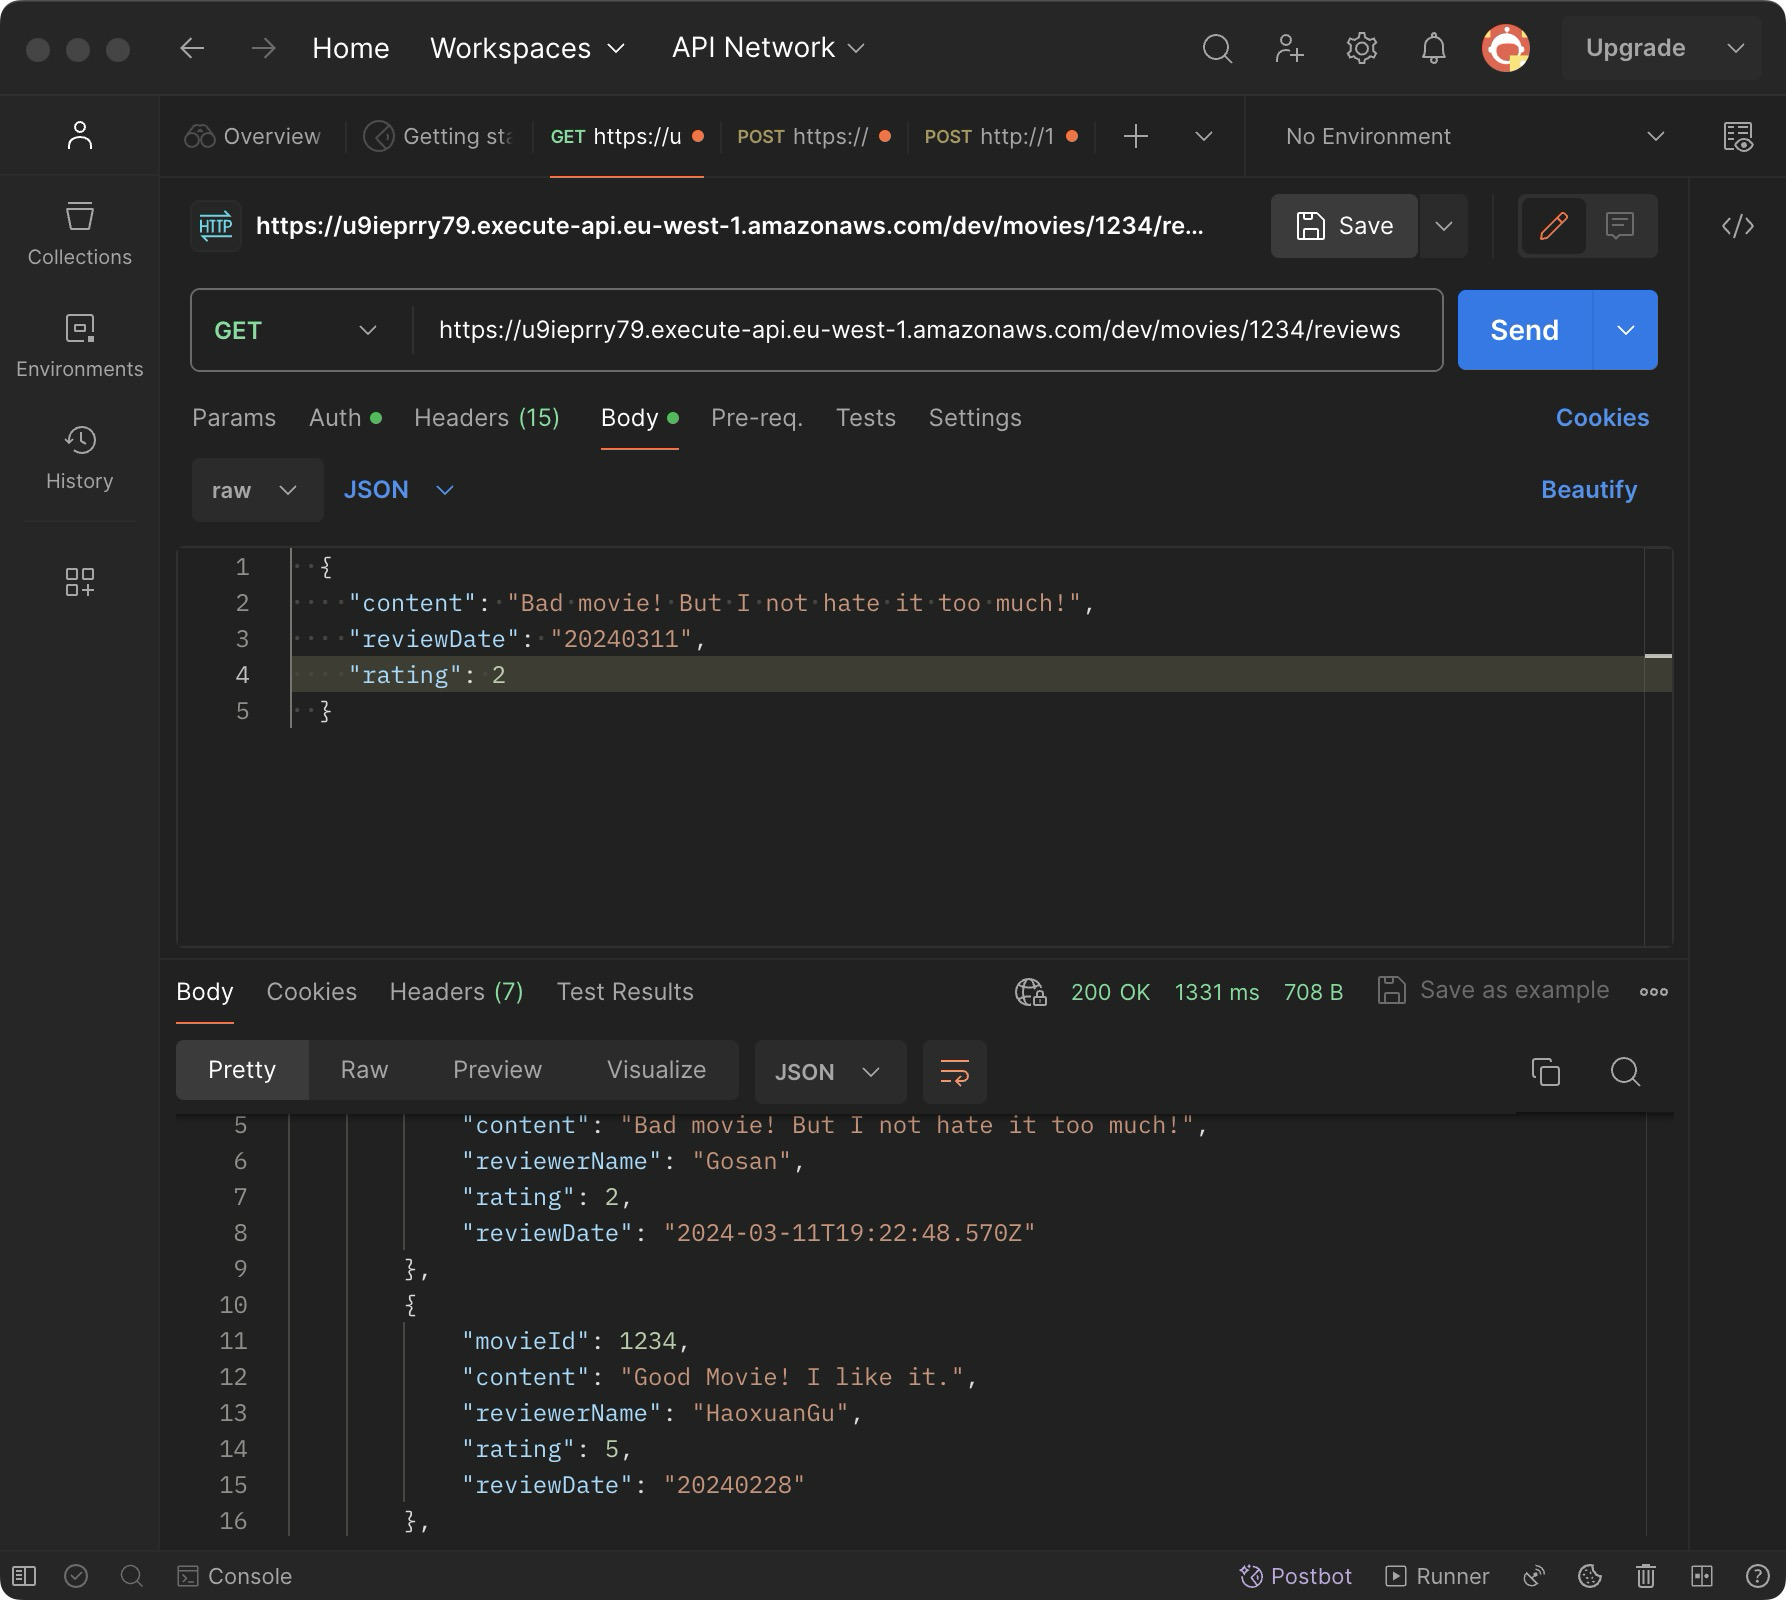 Home Workspaces API Network Upgrade
Overview Getting sta GET https://u POST https:// POST http://1 No Environment
HTTP https://u9ieprry79.execute-api.eu-west-1.amazonaws.com/dev/movies/1234/re... Save
Collections
Environments
History
GET https://u9ieprry79.execute-api.eu-west-1.amazonaws.com/dev/movies/1234/reviews Send
Params Auth Headers (15) Body Pre-req. Tests Settings Cookies
raw JSON Beautify
1 {
2 "content": "Bad movie! But I not hate it too much!",
3 "reviewDate": "20240311",
4 "rating": 2
5 }
Body Cookies Headers (7) Test Results 200 OK 1331 ms 708 B Save as example
Pretty Raw Preview Visualize JSON
5 "content": "Bad movie! But I not hate it too much!",
6 "reviewerName": "Gosan",
7 "rating": 2,
8 "reviewDate": "2024-03-11T19:22:48.570Z"
9 },
10 {
11 "movieId": 1234,
12 "content": "Good Movie! I like it.",
13 "reviewerName": "HaoxuanGu",
14 "rating": 5,
15 "reviewDate": "20240228"
16 },
Console Postbot Runner